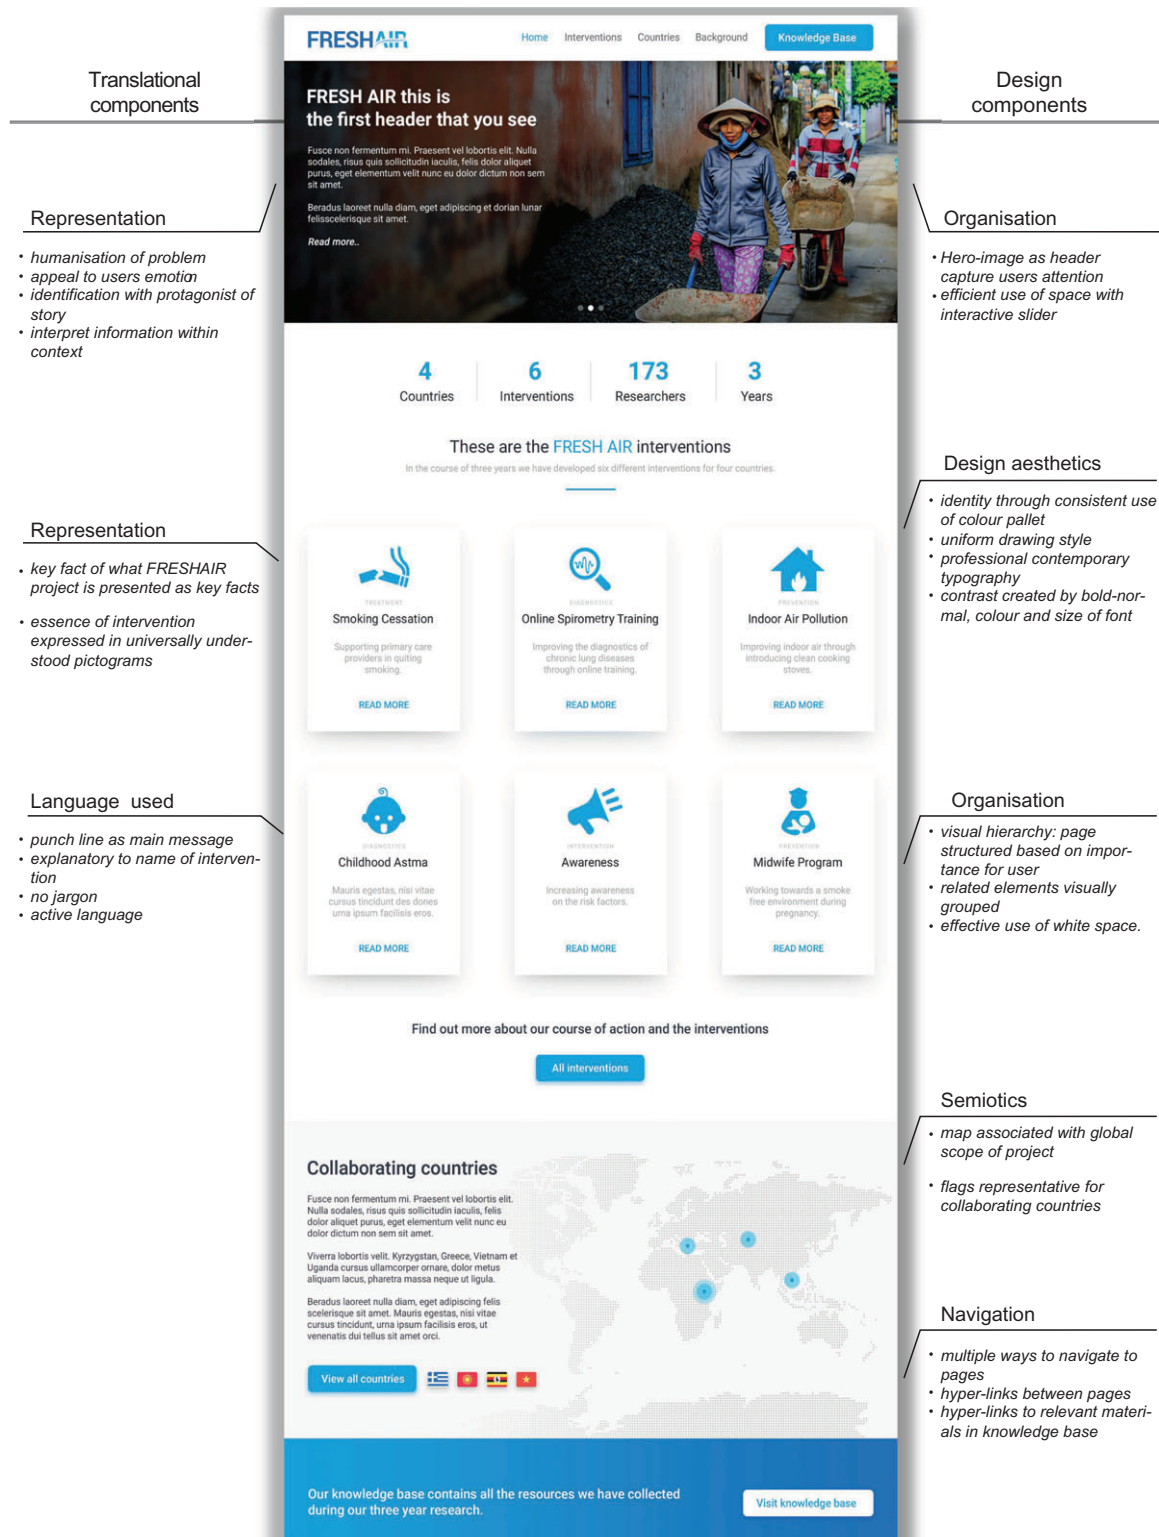 FRESHAIR
Home Interventions Countries Background Knowledge Base
Translational
components
Design
components
FRESH AIR this is
the first header that you see
Fusce non fermentum mi. Praesent vel lobortis elit. Nulla
sodales, risus quis sollicitudin iaculis, felis dolor aliquet
purus, eget elementum velit nunc eu dolor dictum non sem
sit amet.
Beradus laoreet nulla diam, eget adipiscing et dorian lunar
felisscelerisque sit amet.
Read more..
Representation
• humanisation of problem
• appeal to users emotion
• identification with protagonist of
story
• interpret information within
context
Organisation
• Hero-image as header
capture users attention
• efficient use of space with
interactive slider
4 6 173 3
Countries Interventions Researchers Years
These are the FRESH AIR interventions
In the course of three years we have developed six different interventions for four countries.
Design aesthetics
• identity through consistent use
of colour pallet
• uniform drawing style
• professional contemporary
typography
• contrast created by bold-nor-
mal, colour and size of font
Representation
• key fact of what FRESHAIR
project is presented as key facts
• essence of intervention
expressed in universally under-
stood pictograms
TREATMENT
Smoking Cessation
Supporting primary care
providers in quiting
smoking.
READ MORE
DIAGNOSTICS
Online Spirometry Training
Improving the diagnostics of
chronic lung diseases
through online training.
READ MORE
PREVENTION
Indoor Air Pollution
Improving indoor air through
introducing clean cooking
stoves.
READ MORE
Language used
• punch line as main message
• explanatory to name of interven-
tion
• no jargon
• active language
DIAGNOSTICS
Childhood Astma
Mauris egestas, nisi vitae
cursus tincidunt des dones
urna ipsum facilisis eros.
READ MORE
INTERVENTION
Awareness
Increasing awareness
on the risk factors.
READ MORE
PREVENTION
Midwife Program
Working towards a smoke
free environment during
pregnancy.
READ MORE
Organisation
• visual hierarchy: page
structured based on impor-
tance for user
• related elements visually
grouped
• effective use of white space.
Find out more about our course of action and the interventions
All interventions
Semiotics
• map associated with global
scope of project
• flags representative for
collaborating countries
Collaborating countries
Fusce non fermentum mi. Praesent vel lobortis elit.
Nulla sodales, risus quis sollicitudin iaculis, felis
dolor aliquet purus, eget elementum velit nunc eu
dolor dictum non sem sit amet.
Viverra lobortis velit. Kyrzygstan, Greece, Vietnam et
Uganda cursus ullamcorper ornare, dolor metus
aliquam lacus, pharetra massa neque ut ligula.
Beradus laoreet nulla diam, eget adipiscing felis
scelerisque sit amet. Mauris egestas, nisi vitae
cursus tincidunt, urna ipsum facilisis eros, ut
venenatis dui tellus sit amet orci.
View all countries
Navigation
• multiple ways to navigate to
pages
• hyper-links between pages
• hyper-links to relevant materi-
als in knowledge base
Our knowledge base contains all the resources we have collected
during our three year research.
Visit knowledge base